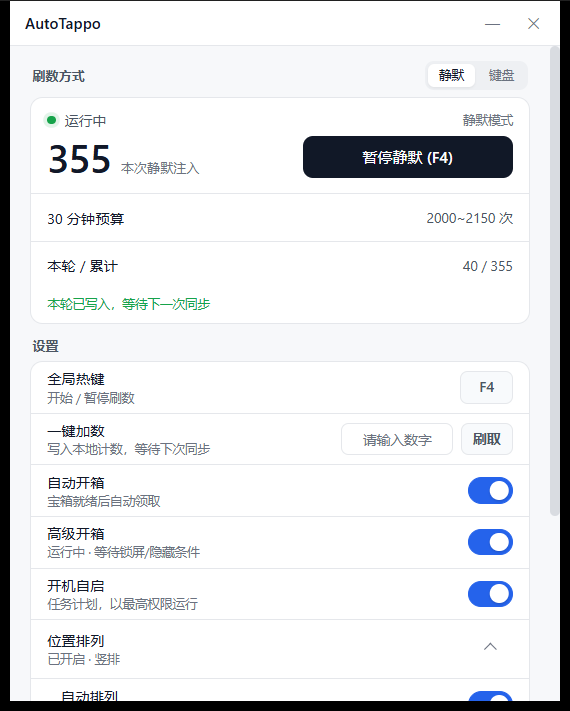 AutoTappo
刷数方式
静默 键盘
运行中
静默模式
355 本次静默注入
暂停静默 (F4)
30 分钟预算
2000~2150 次
本轮 / 累计
40 / 355
本轮已写入，等待下一次同步
设置
全局热键
开始 / 暂停刷数
F4
一键加数
写入本地计数，等待下次同步
请输入数字
刷取
自动开箱
宝箱就绪后自动领取
高级开箱
运行中 · 等待锁屏/隐藏条件
开机自启
任务计划，以最高权限运行
位置排列
已开启 · 竖排
自动排列